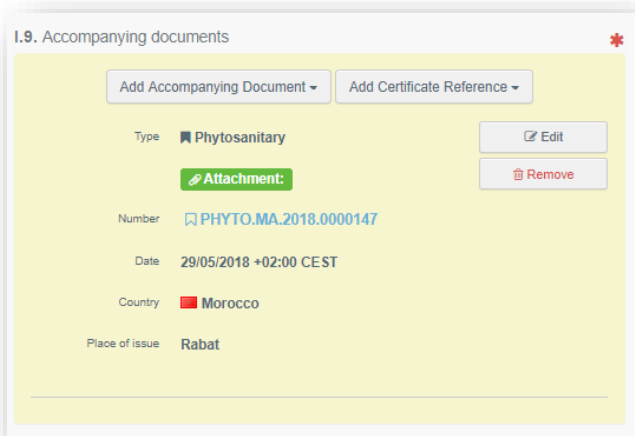 I.9. Accompanying documents *
Add Accompanying Document Add Certificate Reference
Type Phytosanitary Edit
Attachment: Remove
Number PHYTO.MA.2018.0000147
Date 29/05/2018 +02:00 CEST
Country Morocco
Place of issue Rabat